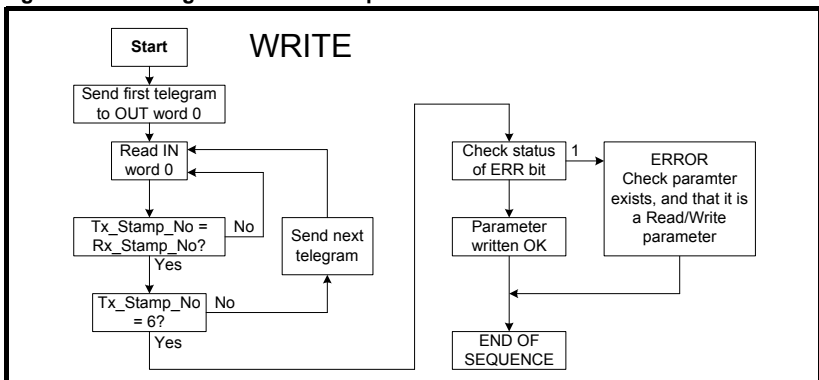 WRITE
Start
Send first telegram
to OUT word 0
Read IN
word 0
Tx_Stamp_No =
Rx_Stamp_No?
No
Yes
Tx_Stamp_No
= 6?
No
Yes
Send next
telegram
Check status
of ERR bit
1
ERROR
Check paramter
exists, and that it is
a Read/Write
parameter
Parameter
written OK
END OF
SEQUENCE